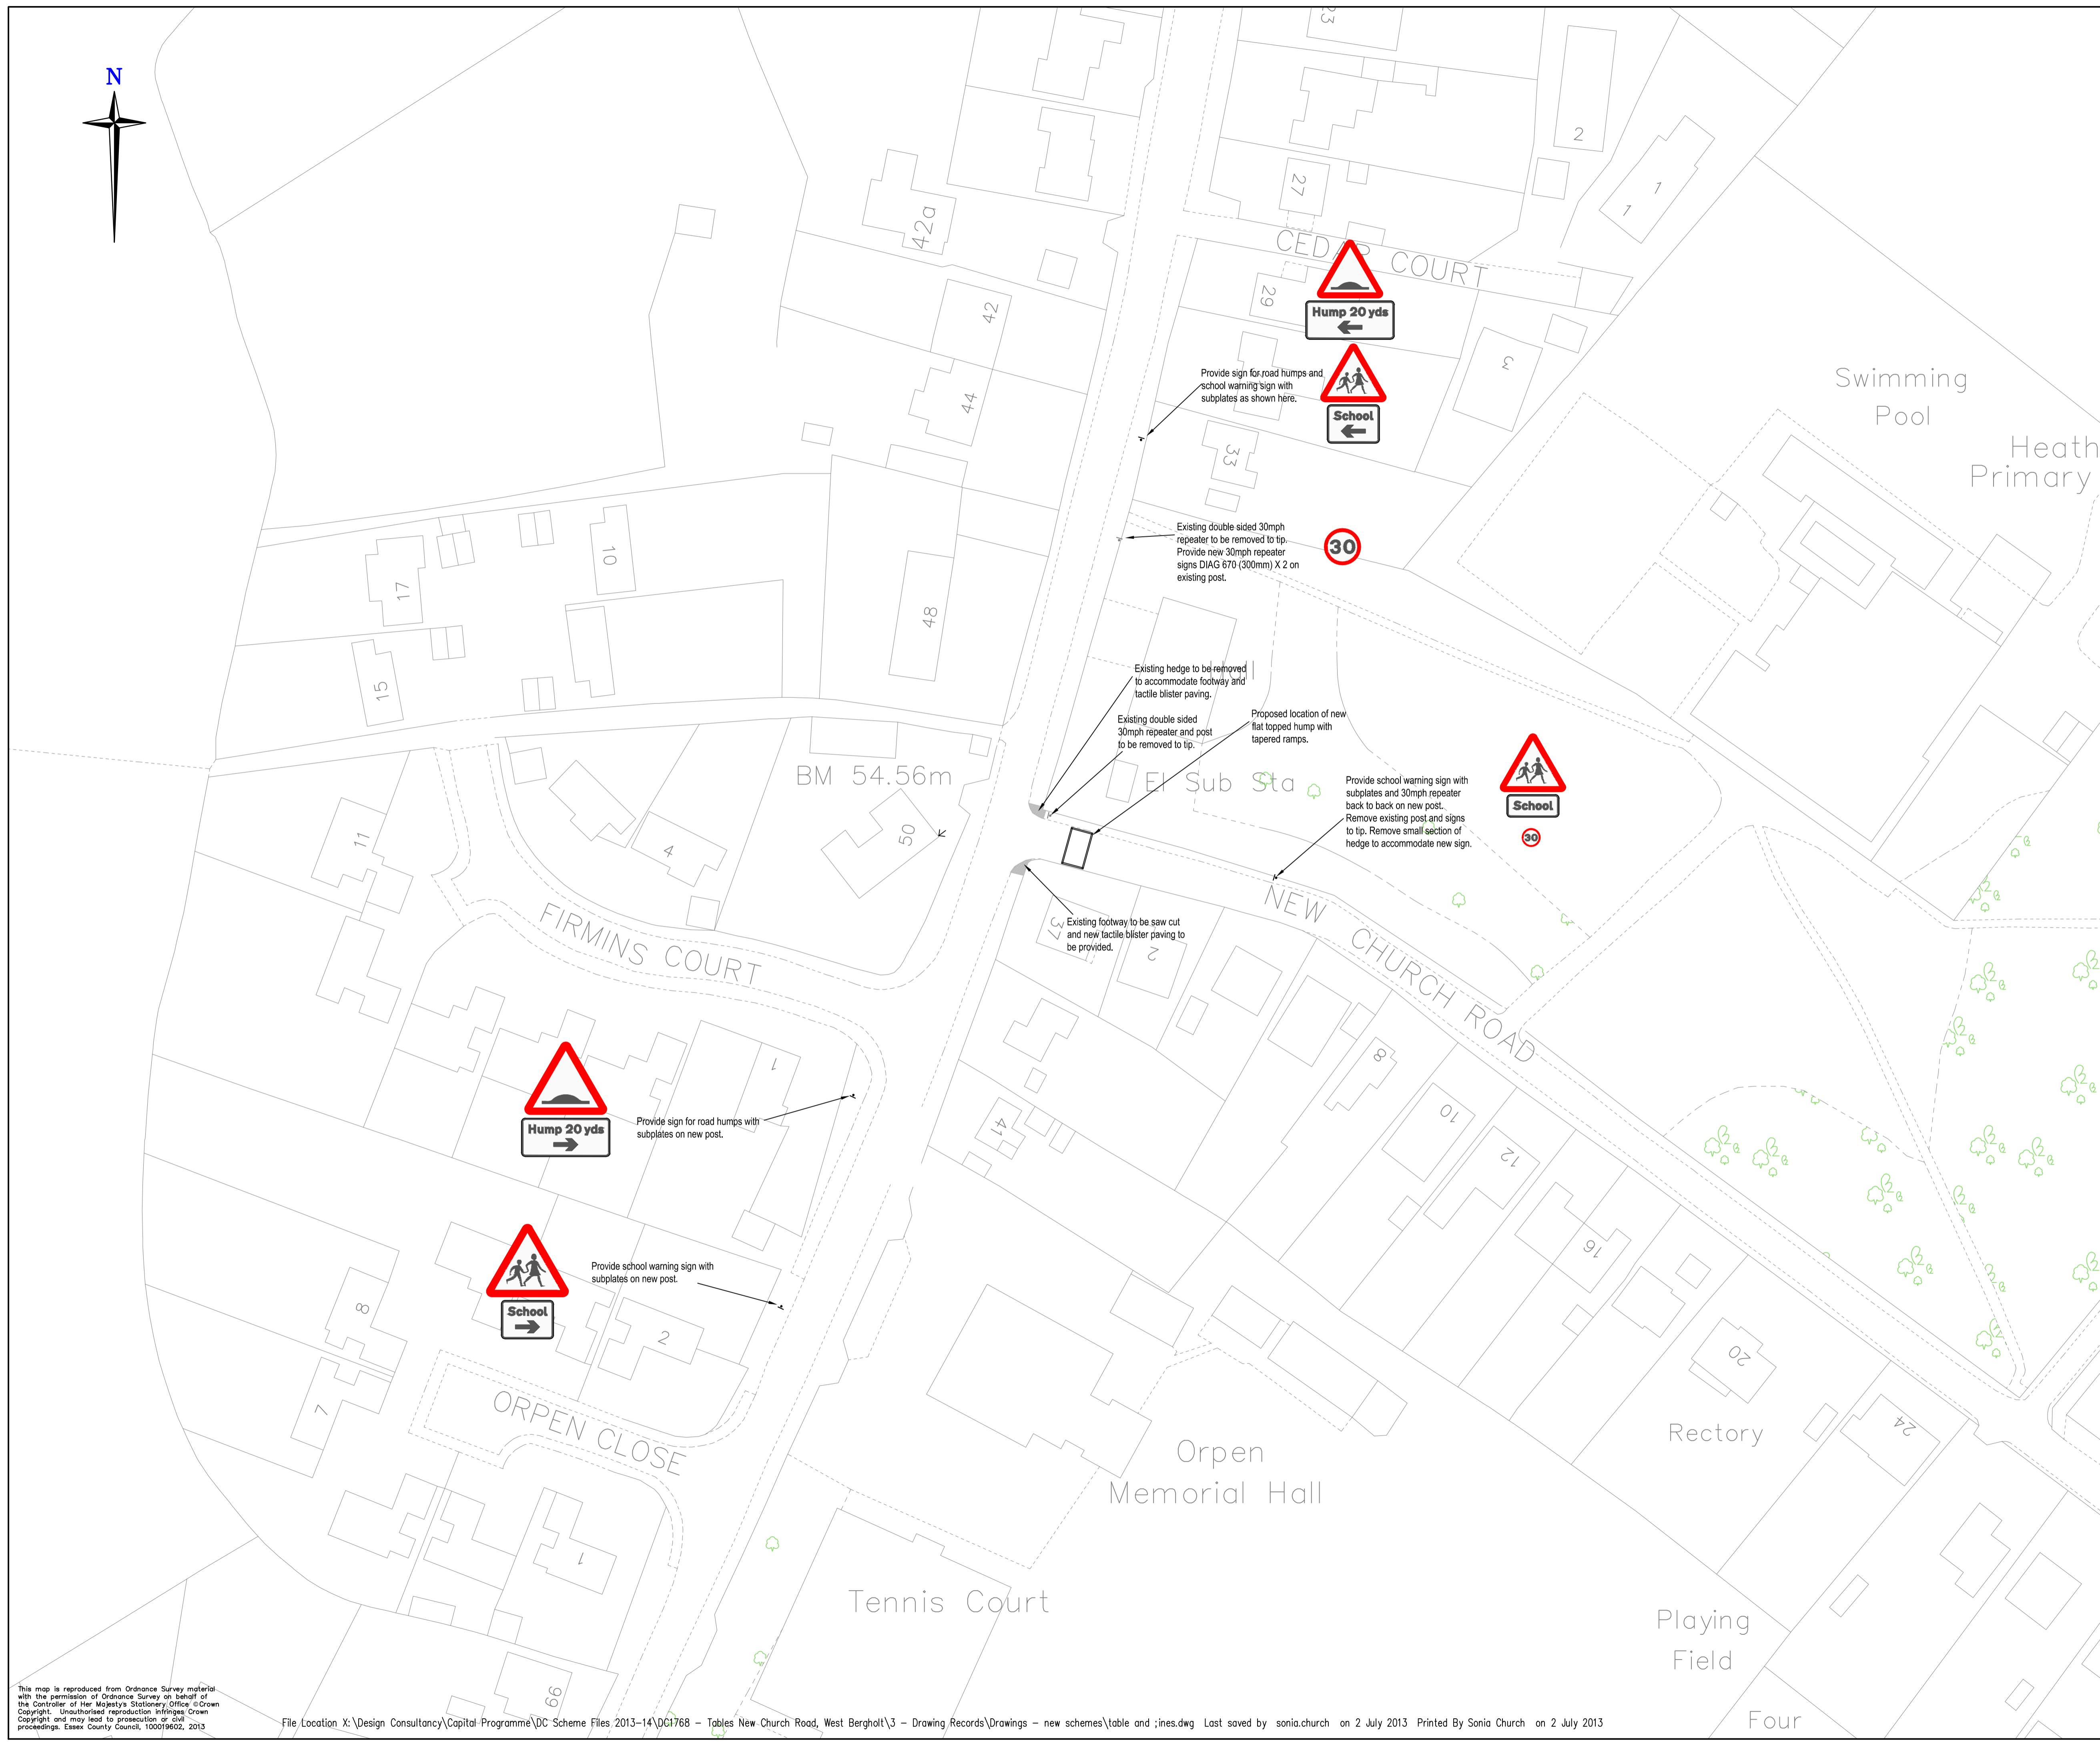 N
23
2
1
1
27
42a
CEDAR COURT
29
Hump 20 yds
42
3
Swimming
Pool
Heath
Primary
44
School
Provide sign for road humps and
school warning sign with
subplates as shown here.
33
Existing double sided 30mph
repeater to be removed to tip.
Provide new 30mph repeater
signs DIAG 670 (300mm) X 2 on
existing post.
30
10
17
48
15
Hall
Existing hedge to be removed
to accommodate footway and
tactile blister paving.
Existing double sided
30mph repeater and post
to be removed to tip.
Proposed location of new
flat topped hump with
tapered ramps.
BM 54.56m
El Sub Sta
Provide school warning sign with
subplates and 30mph repeater
back to back on new post.
Remove existing post and signs
to tip. Remove small section of
hedge to accommodate new sign.
School
30
11
4
50
FIRMINS COURT
37
2
Existing footway to be saw cut
and new tactile blister paving to
be provided.
NEW CHURCH ROAD
8
10
12
16
20
24
1
41
Hump 20 yds
Provide sign for road humps with
subplates on new post.
School
Provide school warning sign with
subplates on new post.
8
2
7
ORPEN CLOSE
1
Orpen
Memorial Hall
Rectory
Tennis Court
Playing
Field
Four
99
This map is reproduced from Ordnance Survey material
with the permission of Ordnance Survey on behalf of
the Controller of Her Majesty's Stationery Office © Crown
Copyright. Unauthorised reproduction infringes Crown
Copyright and may lead to prosecution or civil
proceedings. Essex County Council, 100019602, 2013
File Location X:\Design Consultancy\Capital Programme\DC Scheme Files 2013-14\DC1768 - Tables New Church Road, West Bergholt\3 - Drawing Records\Drawings - new schemes\table and ;ines.dwg Last saved by sonia.church on 2 July 2013 Printed By Sonia Church on 2 July 2013